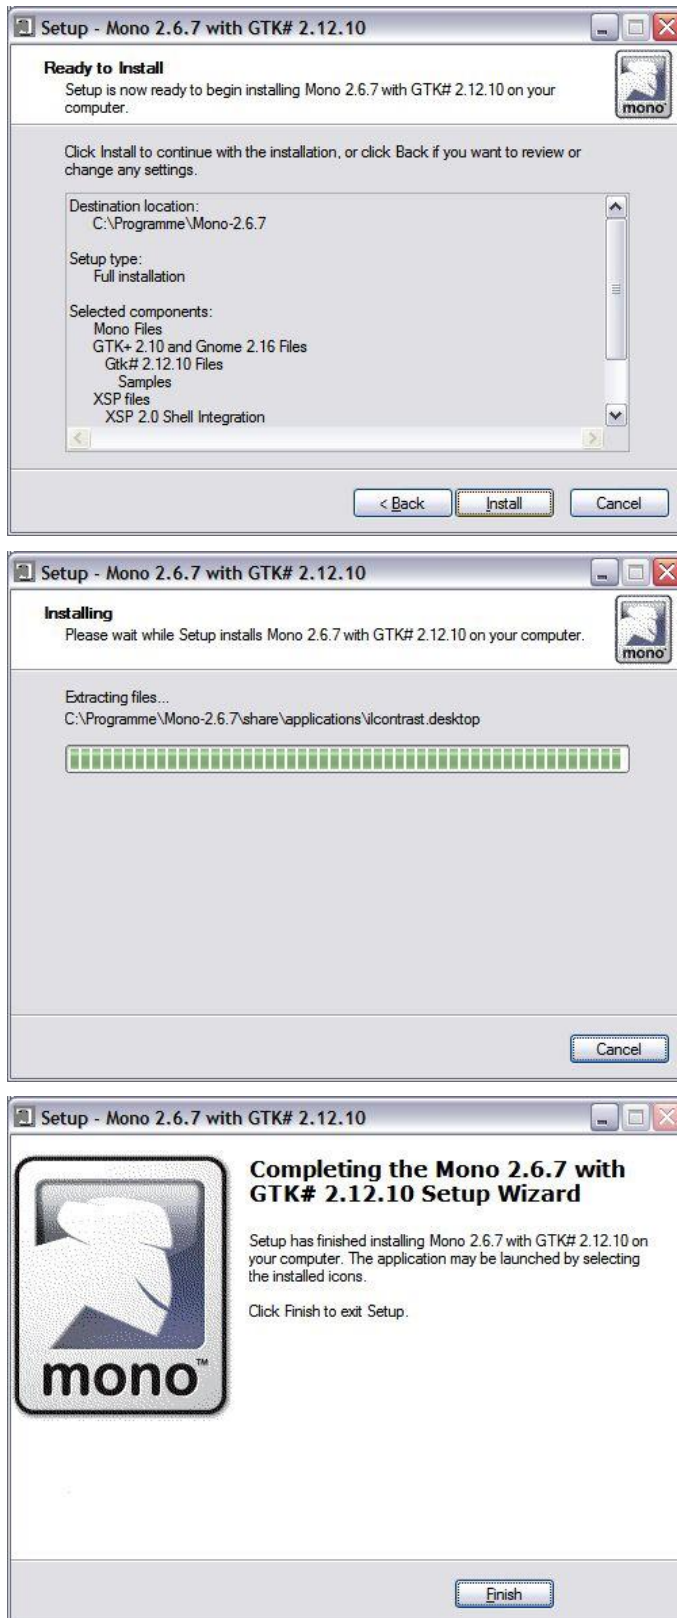 Setup - Mono 2.6.7 with GTK# 2.12.10
Ready to Install
Setup is now ready to begin installing Mono 2.6.7 with GTK# 2.12.10 on your
computer.
mono
Click Install to continue with the installation, or click Back if you want to review or
change any settings.
Destination location:
C:\Programme\Mono-2.6.7
Setup type:
Full installation
Selected components:
Mono Files
GTK+ 2.10 and Gnome 2.16 Files
Gtk# 2.12.10 Files
Samples
XSP files
XSP 2.0 Shell Integration
< Back Install Cancel
Setup - Mono 2.6.7 with GTK# 2.12.10
Installing
Please wait while Setup installs Mono 2.6.7 with GTK# 2.12.10 on your computer.
mono
Extracting files...
C:\Programme\Mono-2.6.7\share\applications\ilcontrast.desktop
Cancel
Setup - Mono 2.6.7 with GTK# 2.12.10
Completing the Mono 2.6.7 with
GTK# 2.12.10 Setup Wizard
Setup has finished installing Mono 2.6.7 with GTK# 2.12.10 on
your computer. The application may be launched by selecting
the installed icons.
Click Finish to exit Setup.
mono™
Finish